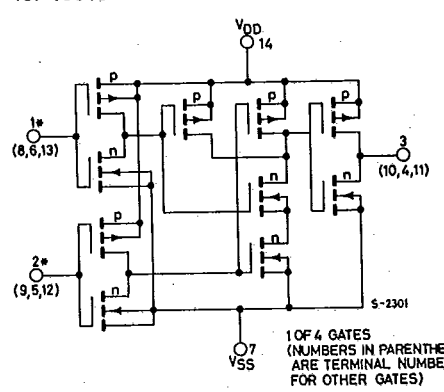 VDD
14
p
p
p
p
1*
(8,6,13)
n
n
n
3
(10,4,11)
p
n
2*
(9,5,12)
n
S-2301
7
VSS
1 OF 4 GATES
(NUMBERS IN PARENTHE
ARE TERMINAL NUMBE
FOR OTHER GATES)